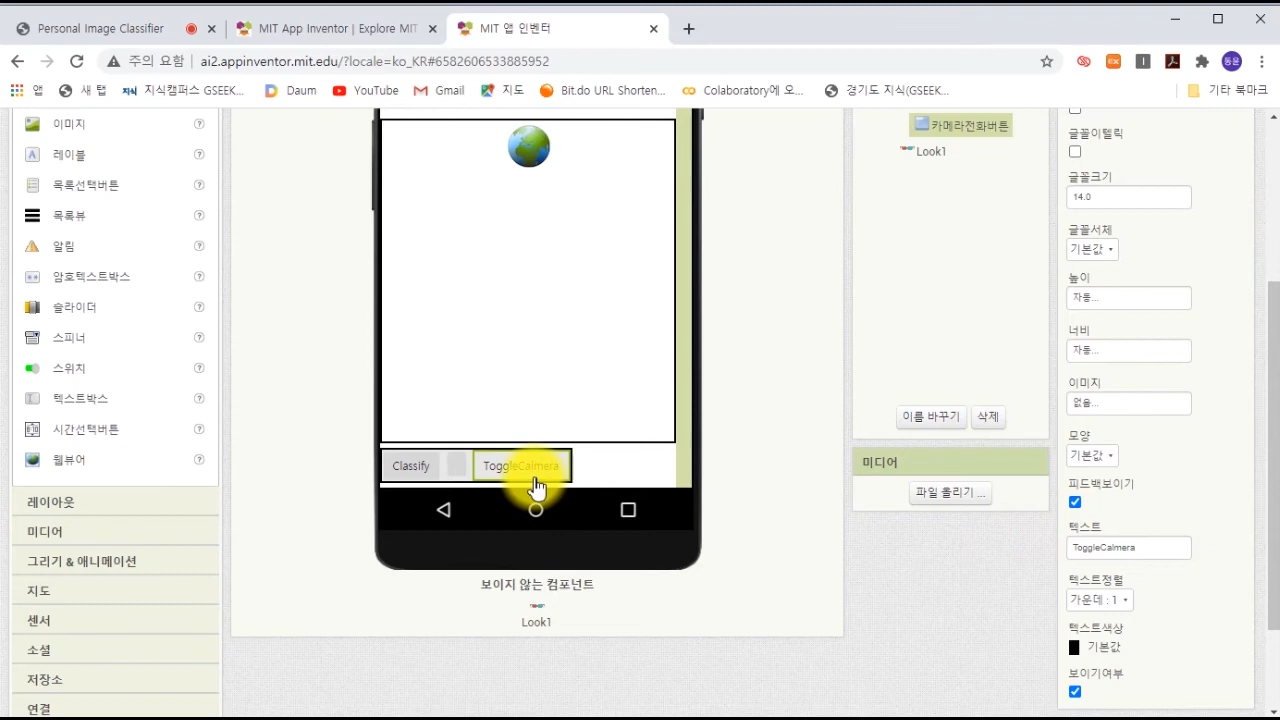 Personal Image Classifier
MIT App Inventor | Explore MIT
MIT 앱 인벤터
주의 요함 | ai2.appinventor.mit.edu/?locale=ko_KR#6582606533885952
앱
새 탭
지식 지식캠퍼스 GSEEK...
Daum
YouTube
Gmail
지도
Bit.do URL Shorten...
Colaboratory에 오...
경기도 지식(GSEEK...
기타 북마크
동윤
이미지
레이블
목록선택버튼
목록뷰
알림
암호텍스트박스
슬라이더
스피너
스위치
텍스트박스
시간선택버튼
웹뷰어
레이아웃
미디어
그리기 & 애니메이션
지도
센서
소셜
저장소
연결
Classify
ToggleCalmera
보이지 않는 컴포넌트
Look1
카메라전화버튼
Look1
이름 바꾸기
삭제
미디어
파일 올리기 ...
글꼴이텔릭
글꼴크기
14.0
글꼴서체
기본값
높이
자동...
너비
자동...
이미지
없음...
모양
기본값
피드백보이기
텍스트
ToggleCalmera
텍스트정렬
가운데 : 1
텍스트색상
기본값
보이기여부